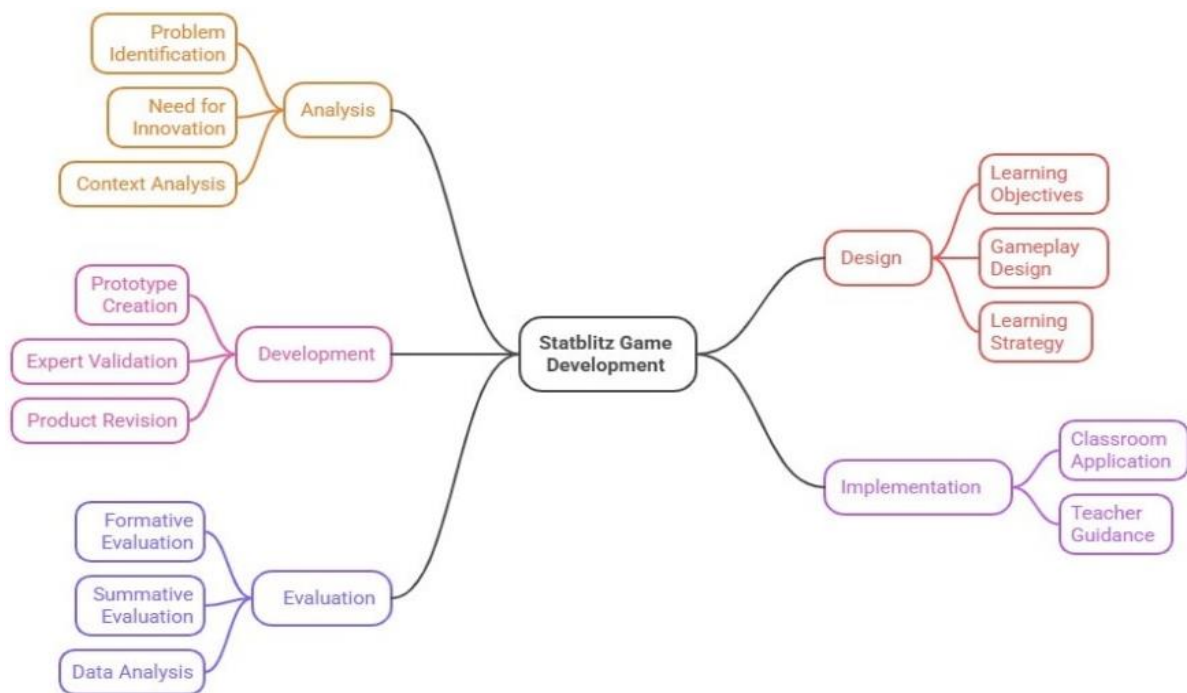 Problem
Identification
Need for
Innovation
Context Analysis
Analysis
Prototype
Creation
Expert Validation
Product Revision
Development
Formative
Evaluation
Summative
Evaluation
Data Analysis
Evaluation
Statblitz Game
Development
Design
Learning
Objectives
Gameplay
Design
Learning
Strategy
Implementation
Classroom
Application
Teacher
Guidance